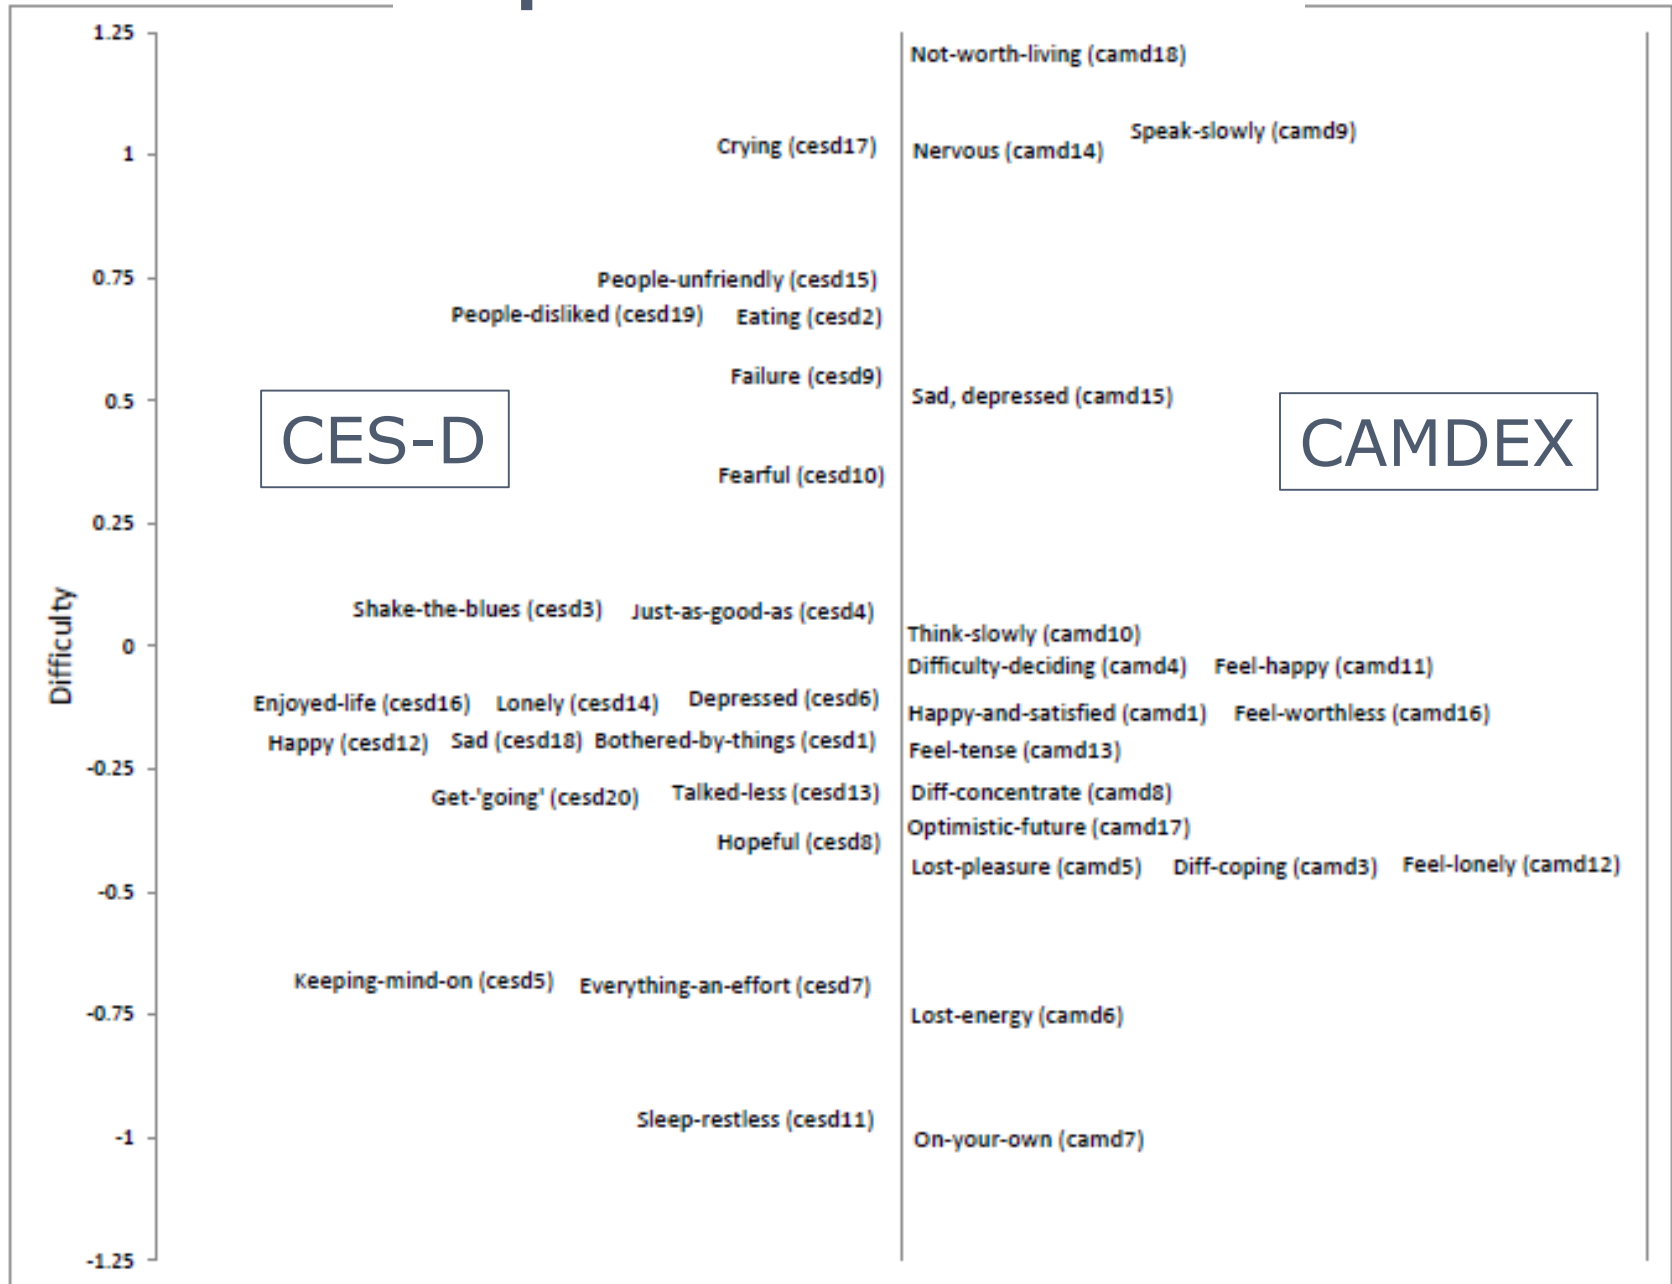 1.25
Not-worth-living (camd18)
Speak-slowly (camd9)
Crying (cesd17) Nervous (camd14)
1
0.75
People-unfriendly (cesd15)
People-disliked (cesd19) Eating (cesd2)
Failure (cesd9)
Sad, depressed (camd15)
0.5
CES-D
CAMDEX
Fearful (cesd10)
0.25
Difficulty
Shake-the-blues (cesd3) Just-as-good-as (cesd4)
Think-slowly (camd10)
0
Difficulty-deciding (camd4) Feel-happy (camd11)
Enjoyed-life (cesd16) Lonely (cesd14) Depressed (cesd6)
Happy-and-satisfied (camd1) Feel-worthless (camd16)
Happy (cesd12) Sad (cesd18) Bothered-by-things (cesd1)
Feel-tense (camd13)
-0.25
Get-'going' (cesd20) Talked-less (cesd13) Diff-concentrate (camd8)
Optimistic-future (camd17)
Hopeful (cesd8)
Lost-pleasure (camd5) Diff-coping (camd3) Feel-lonely (camd12)
-0.5
Keeping-mind-on (cesd5) Everything-an-effort (cesd7)
-0.75
Lost-energy (camd6)
Sleep-restless (cesd11)
-1
On-your-own (camd7)
-1.25